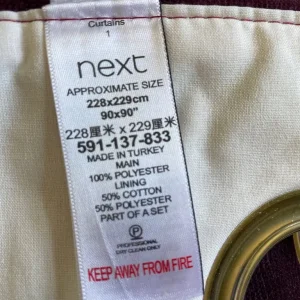 Curtains
1
next
APPROXIMATE SIZE
228x229cm
90x90"
228厘米 x 229厘米
591-137-833
MADE IN TURKEY
MAIN
100% POLYESTER
LINING
50% COTTON
50% POLYESTER
PART OF A SET
P
PROFESSIONAL
DRY CLEAN ONLY
KEEP AWAY FROM FIRE